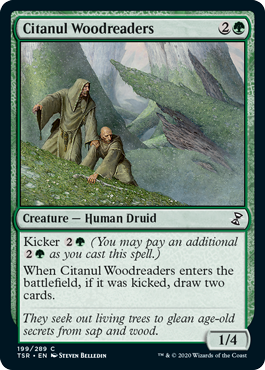 Citanul Woodreaders 2
Creature — Human Druid
Kicker 2 (You may pay an additional
2 as you cast this spell.)
When Citanul Woodreaders enters the
battlefield, if it was kicked, draw two
cards.
They seek out living trees to glean age-old
secrets from sap and wood.
1/4
199/289 C
TSR • EN Steven Belledin
™ & © 2020 Wizards of the Coast